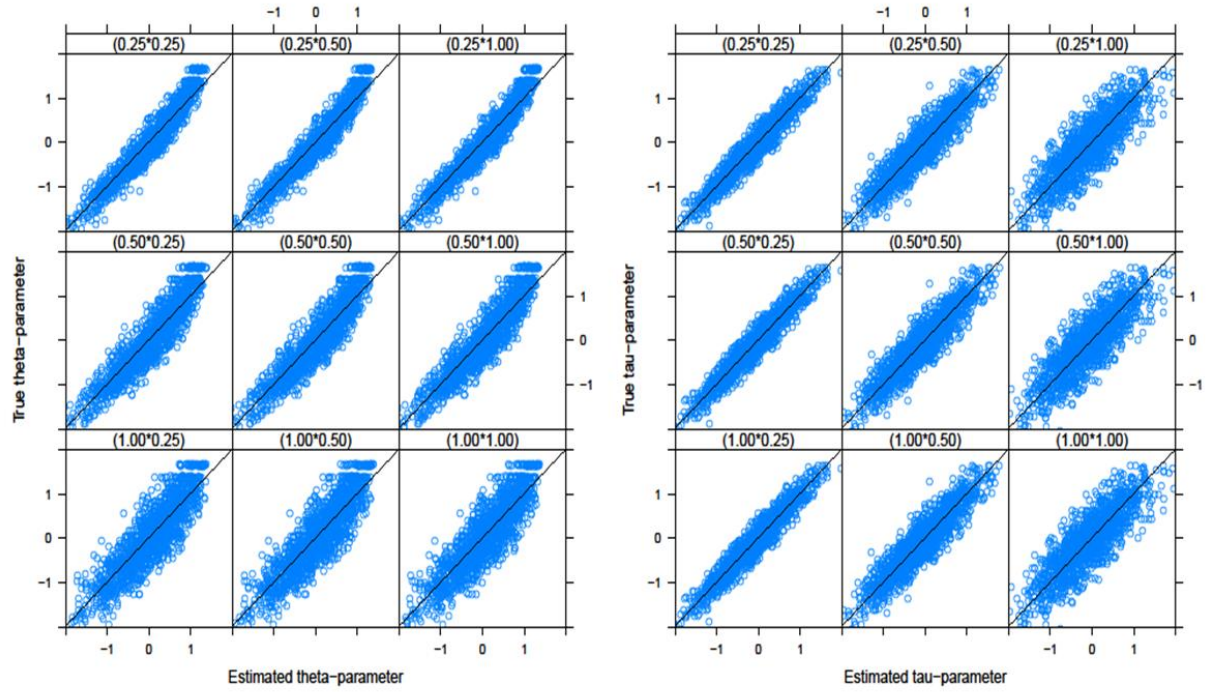 −1 0 1
−1 0 1
(0.25*0.25) (0.25*0.50) (0.25*1.00)
(0.25*0.25) (0.25*0.50) (0.25*1.00)
1
0
−1
1
0
−1
(0.50*0.25) (0.50*0.50) (0.50*1.00)
(0.50*0.25) (0.50*0.50) (0.50*1.00)
True theta−parameter
True tau−parameter
1
0
−1
1
0
−1
(1.00*0.25) (1.00*0.50) (1.00*1.00)
(1.00*0.25) (1.00*0.50) (1.00*1.00)
1
0
−1
1
0
−1
−1 0 1 −1 0 1
−1 0 1 −1 0 1
Estimated theta−parameter
Estimated tau−parameter